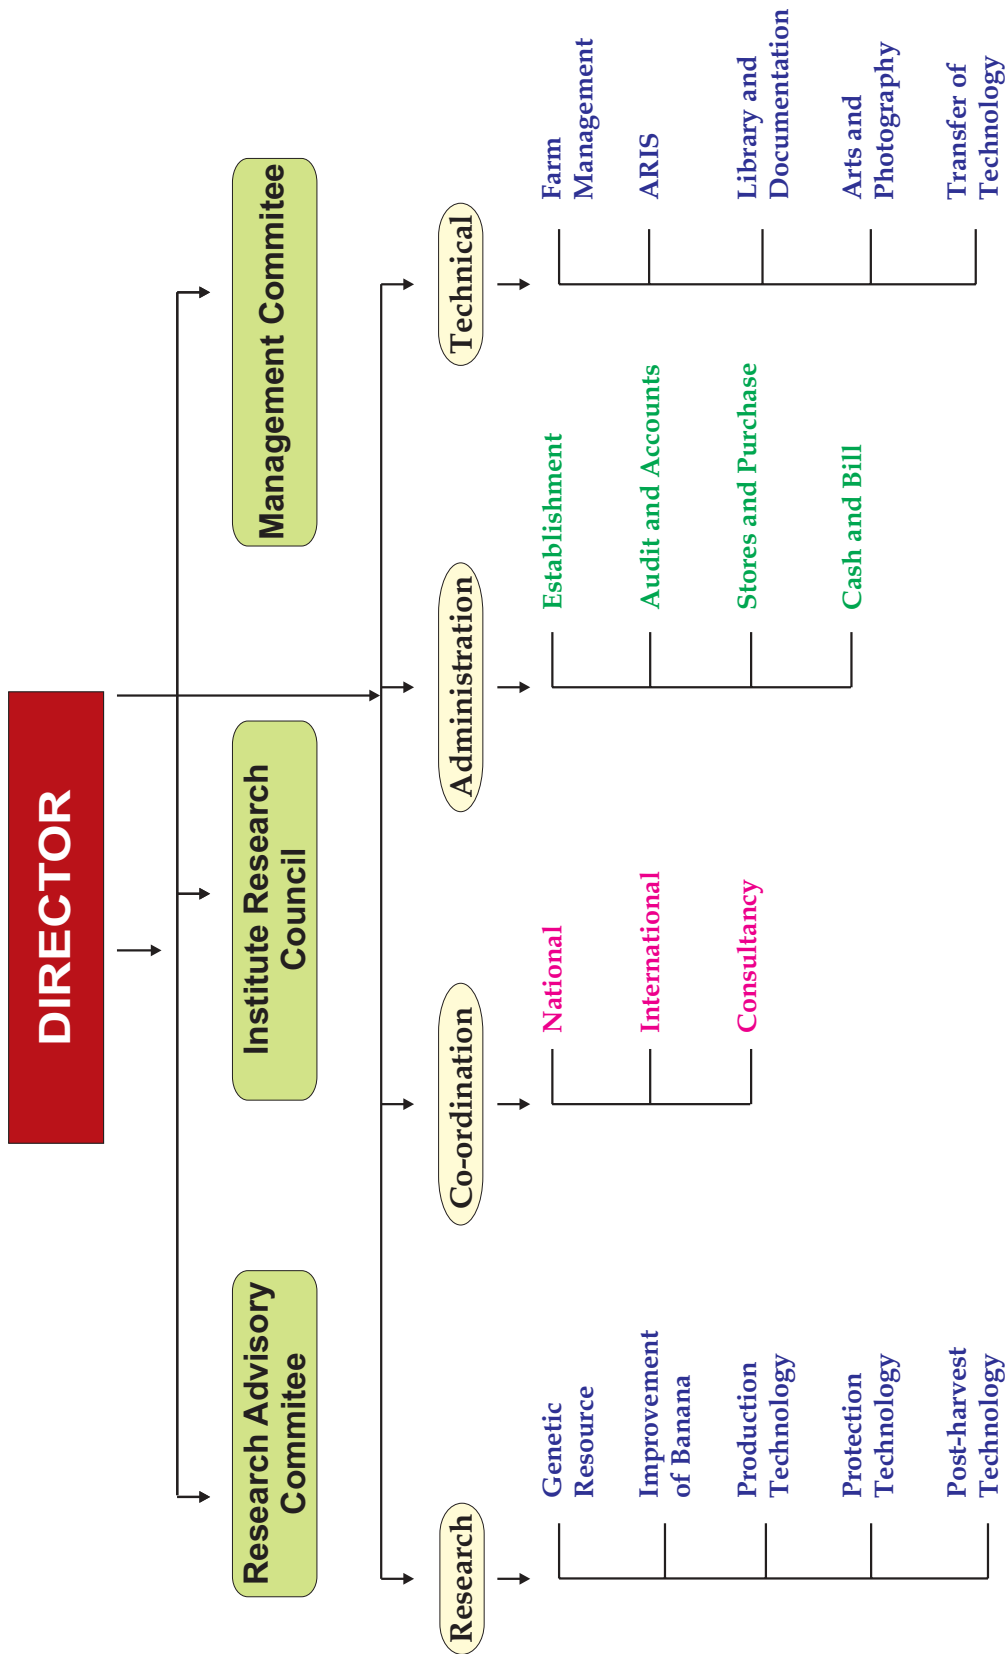 DIRECTOR
Research Advisory
Commitee
Institute Research
Council
Management Commitee
Research
Co-ordination
Administration
Technical
Genetic
Resource
Improvement
of Banana
Production
Technology
Protection
Technology
Post-harvest
Technology
National
International
Consultancy
Establishment
Audit and Accounts
Stores and Purchase
Cash and Bill
Farm
Management
ARIS
Library and
Documentation
Arts and
Photography
Transfer of
Technology